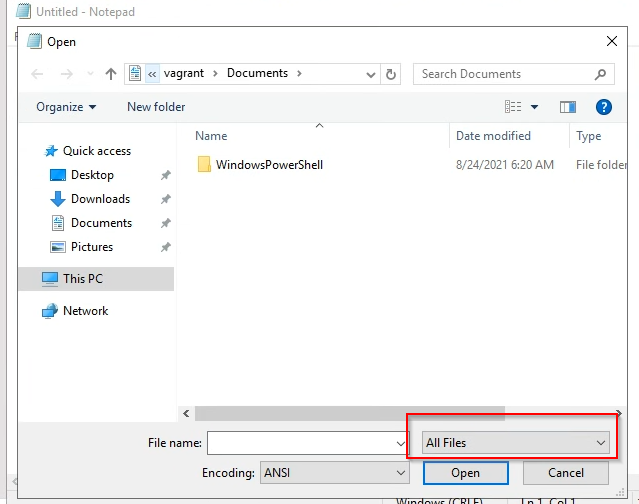 Untitled - Notepad
Open
« vagrant > Documents >
Search Documents
Organize
New folder
?
Name
Date modified
Type
Quick access
WindowsPowerShell
8/24/2021 6:20 AM
File folder
Desktop
Downloads
Documents
Pictures
This PC
Network
File name:
All Files
Encoding:
ANSI
Open
Cancel
Windows (CRLF)
Ln 1, Col 1